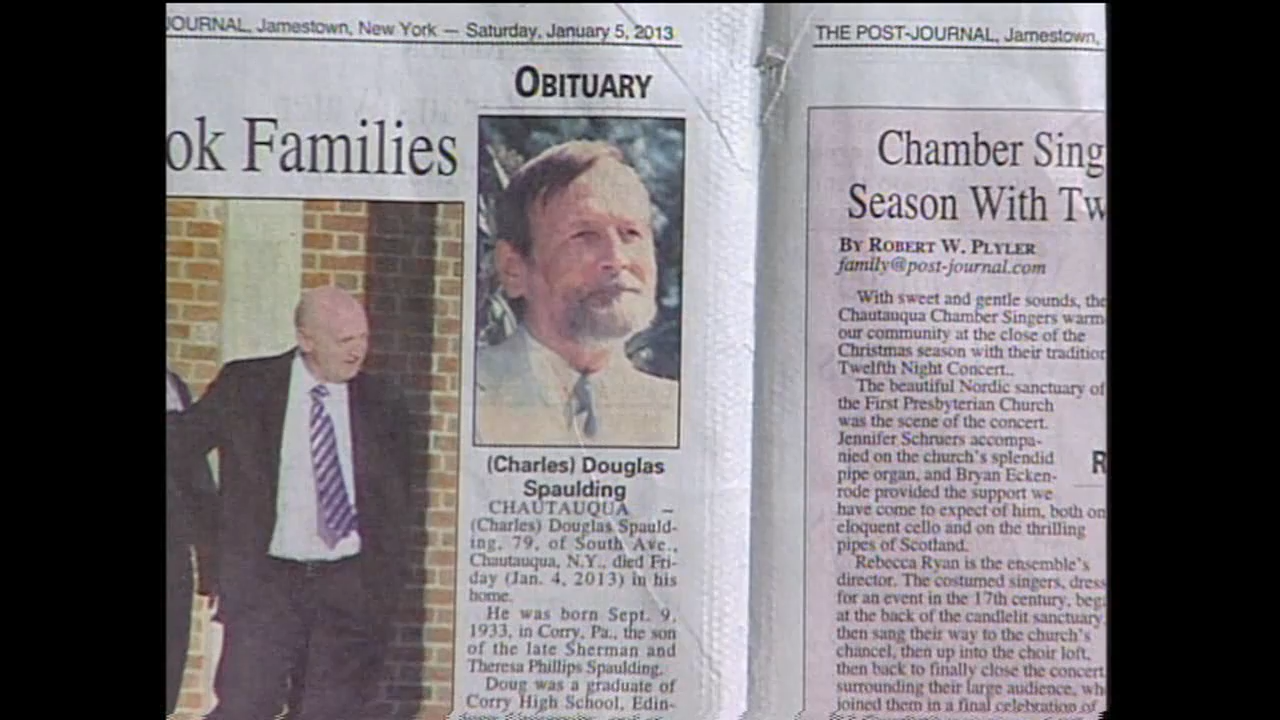 JOURNAL, Jamestown, New York — Saturday, January 5, 2013
OBITUARY
ok Families
(Charles) Douglas
Spaulding
CHAUTAUQUA –
(Charles) Douglas Spauld-
ing, 79, of South Ave.,
Chautauqua, N.Y., died Fri-
day (Jan. 4, 2013) in his
home.
He was born Sept. 9,
1933, in Corry, Pa., the son
of the late Sherman and
Theresa Phillips Spaulding.
Doug was a graduate of
Corry High School, Edin-
THE POST-JOURNAL, Jamestown,
Chamber Sing
Season With Tw
BY ROBERT W. PLYLER
family@post-journal.com
With sweet and gentle sounds, the
Chautauqua Chamber Singers warm
our community at the close of the
Christmas season with their tradition
Twelfth Night Concert.
The beautiful Nordic sanctuary of
the First Presbyterian Church
was the scene of the concert.
Jennifer Schruers accompa-
nied on the church's splendid
pipe organ, and Bryan Ecken-
rode provided the support we
have come to expect of him, both on
eloquent cello and on the thrilling
pipes of Scotland.
Rebecca Ryan is the ensemble's
director. The costumed singers, dress
for an event in the 17th century, beg
at the back of the candlelit sanctuary
then sang their way to the church's
chancel, then up into the choir loft,
then back to finally close the concert
surrounding their large audience, wh
joined them in a final celebration of
R